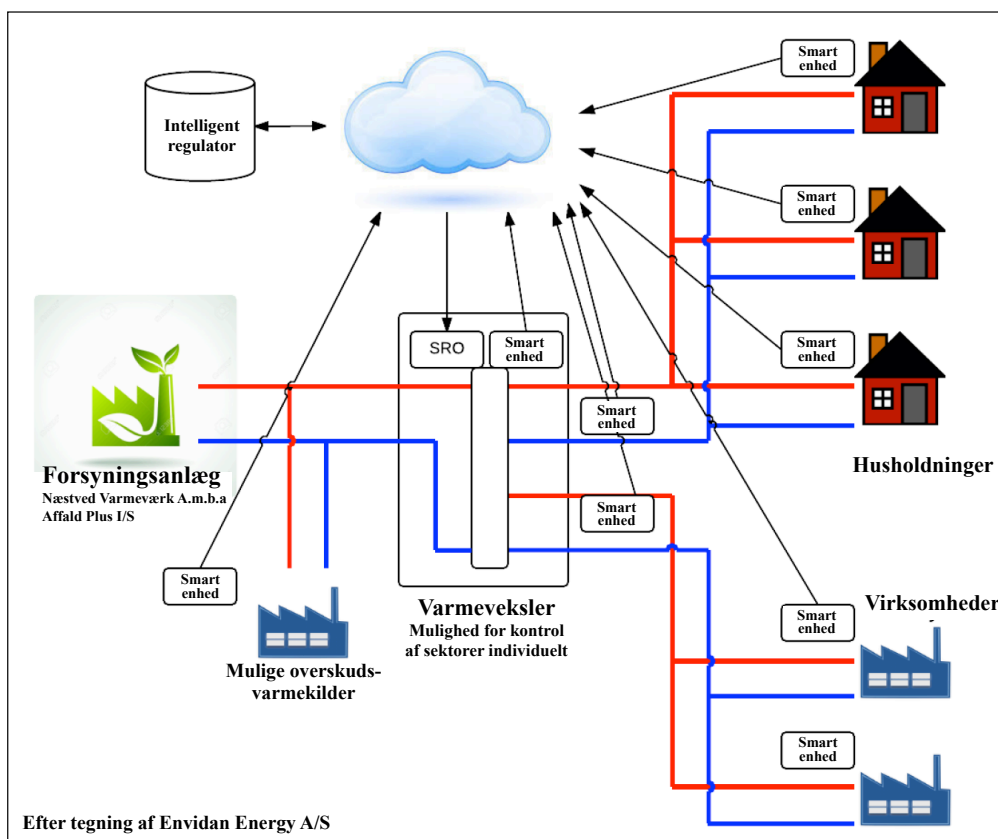 Smart
enhed
Intelligent
regulator
Smart
enhed
SRO
Smart
enhed
Smart
enhed
Smart
enhed
Husholdninger
Forsyningsanlæg
Næstved Varmeværk A.m.b.a
Affald Plus I/S
Smart
enhed
Smart
enhed
Varmeveksler
Mulighed for kontrol
af sektorer individuelt
Virksomheder
Smart
enhed
Mulige overskuds-
varmekilder
Smart
enhed
Efter tegning af Envidan Energy A/S